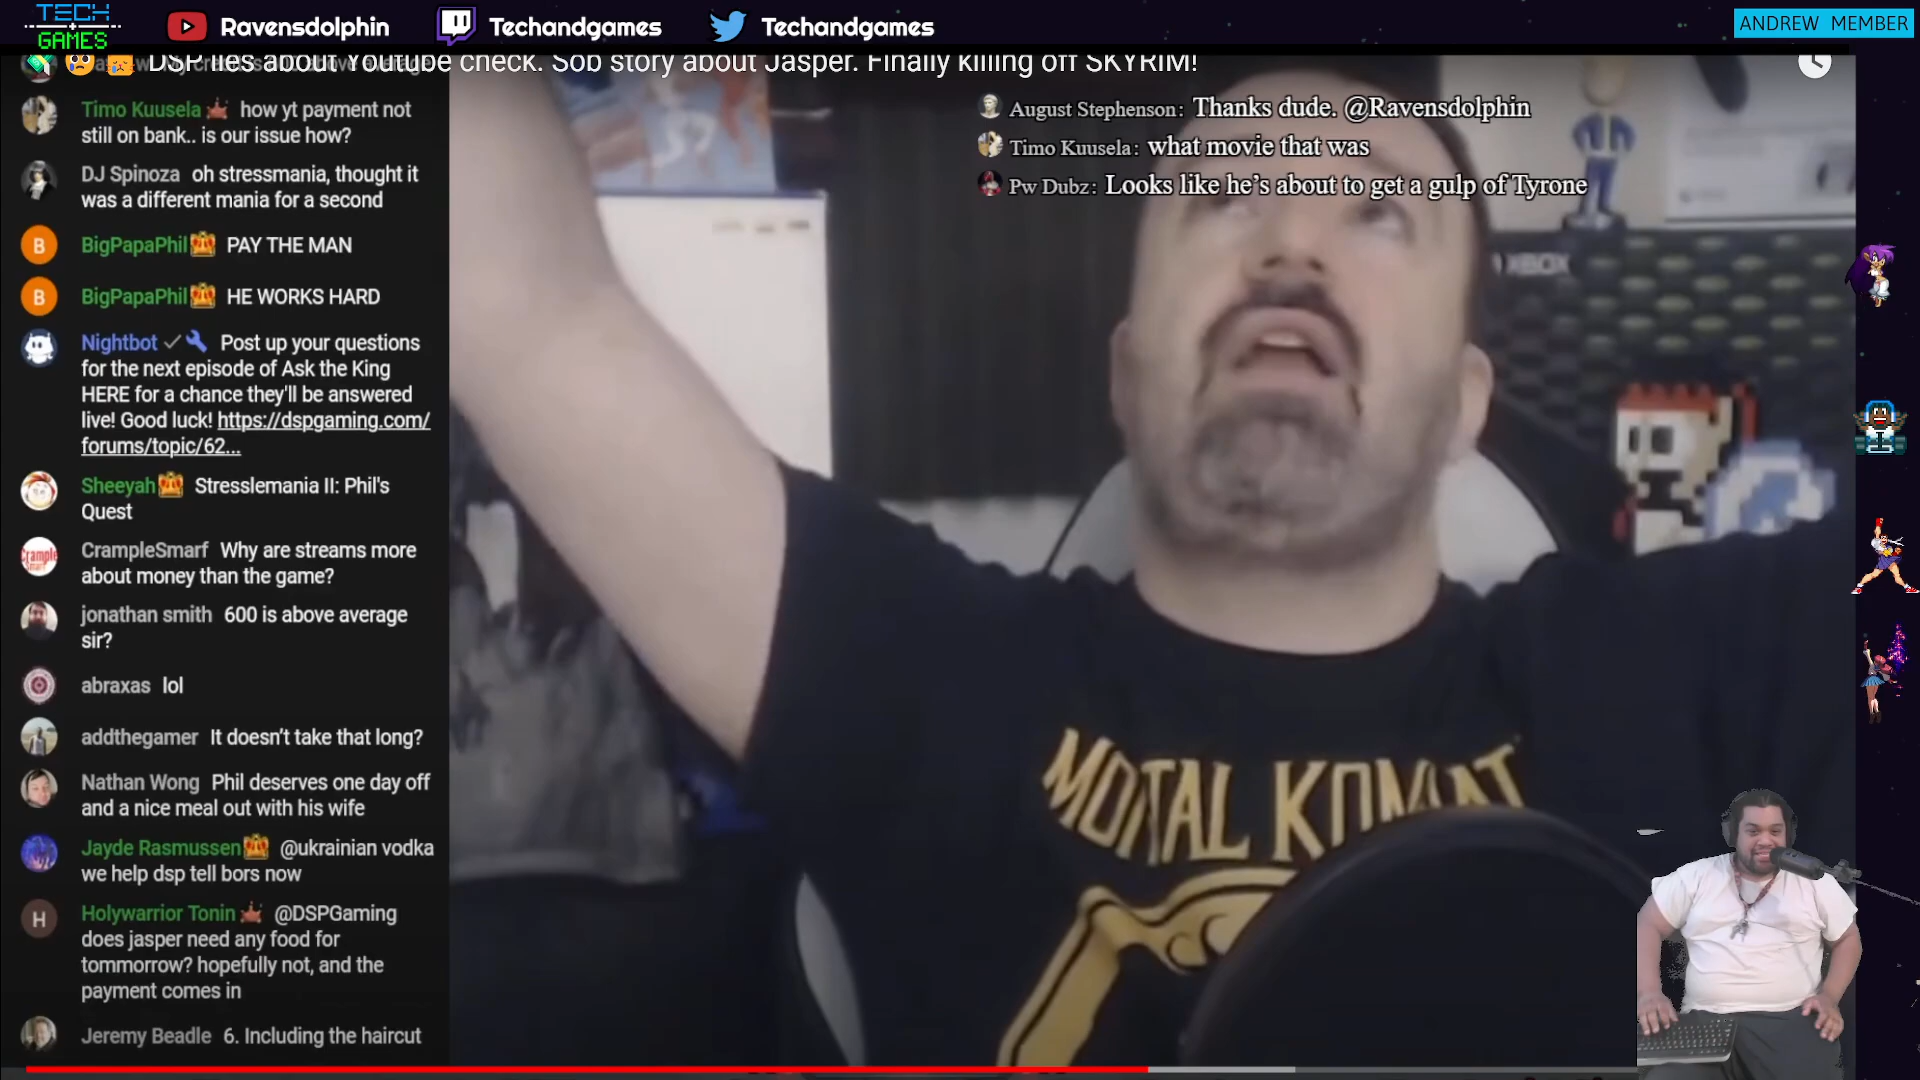 TECH
GAMES
Ravensdolphin
Techandgames
Techandgames
ANDREW MEMBER
DSP lies about Youtube check. Sob story about Jasper. Finally killing off SKYRIM!
Timo Kuusela how yt payment not
still on bank.. is our issue how?
DJ Spinoza oh stressmania, thought it
was a different mania for a second
B BigPapaPhil PAY THE MAN
B BigPapaPhil HE WORKS HARD
Nightbot Post up your questions
for the next episode of Ask the King
HERE for a chance they'll be answered
live! Good luck! https://dspgaming.com/
forums/topic/62...
Sheeyah Stresslemania II: Phil's
Quest
CrampleSmarf Why are streams more
about money than the game?
jonathan smith 600 is above average
sir?
abraxas lol
addthegamer It doesn't take that long?
Nathan Wong Phil deserves one day off
and a nice meal out with his wife
Jayde Rasmussen @ukrainian vodka
we help dsp tell bors now
H Holywarrior Tonin @DSPGaming
does jasper need any food for
tommorrow? hopefully not, and the
payment comes in
Jeremy Beadle 6. Including the haircut
August Stephenson: Thanks dude. @Ravensdolphin
Timo Kuusela: what movie that was
Pw Dubz: Looks like he's about to get a gulp of Tyrone
XBOX
MORTAL KOMBAT